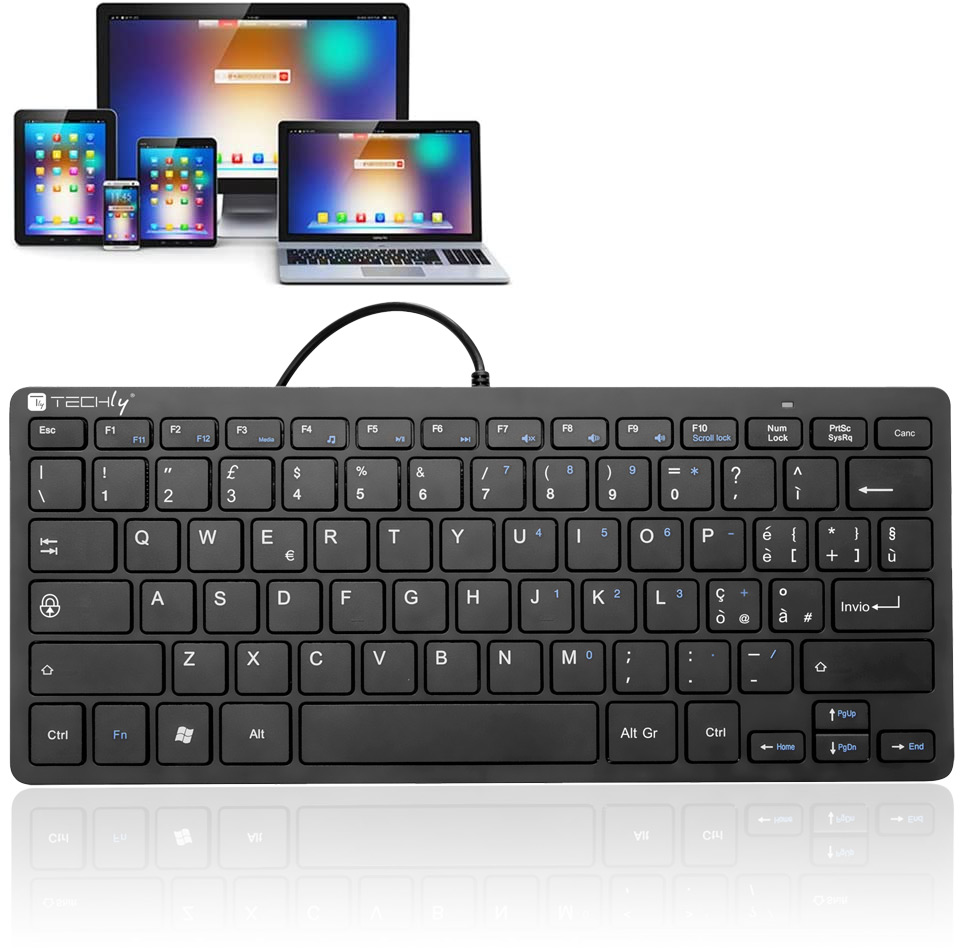 TECHly®
Esc F1 F11 F2 F12 F3 Media F4 F5 F6 F7 F8 F9 F10 Scroll lock Num Lock PrtSc SysRq Canc
| \ ! 1 " 2 £ 3 $ 4 % 5 & 6 / 7 7 ( 8 8 ) 9 9 = * 0 ? , ^ ì
Q W E € R T Y U 4 I 5 O 6 P - é { è [ * } + ] § ù
A S D F G H J 1 K 2 L 3 ç + ò @ ° à # Invio
Z X C V B N M 0 ; , : . . — / -
Ctrl Fn Alt Alt Gr Ctrl Home PgUp PgDn End